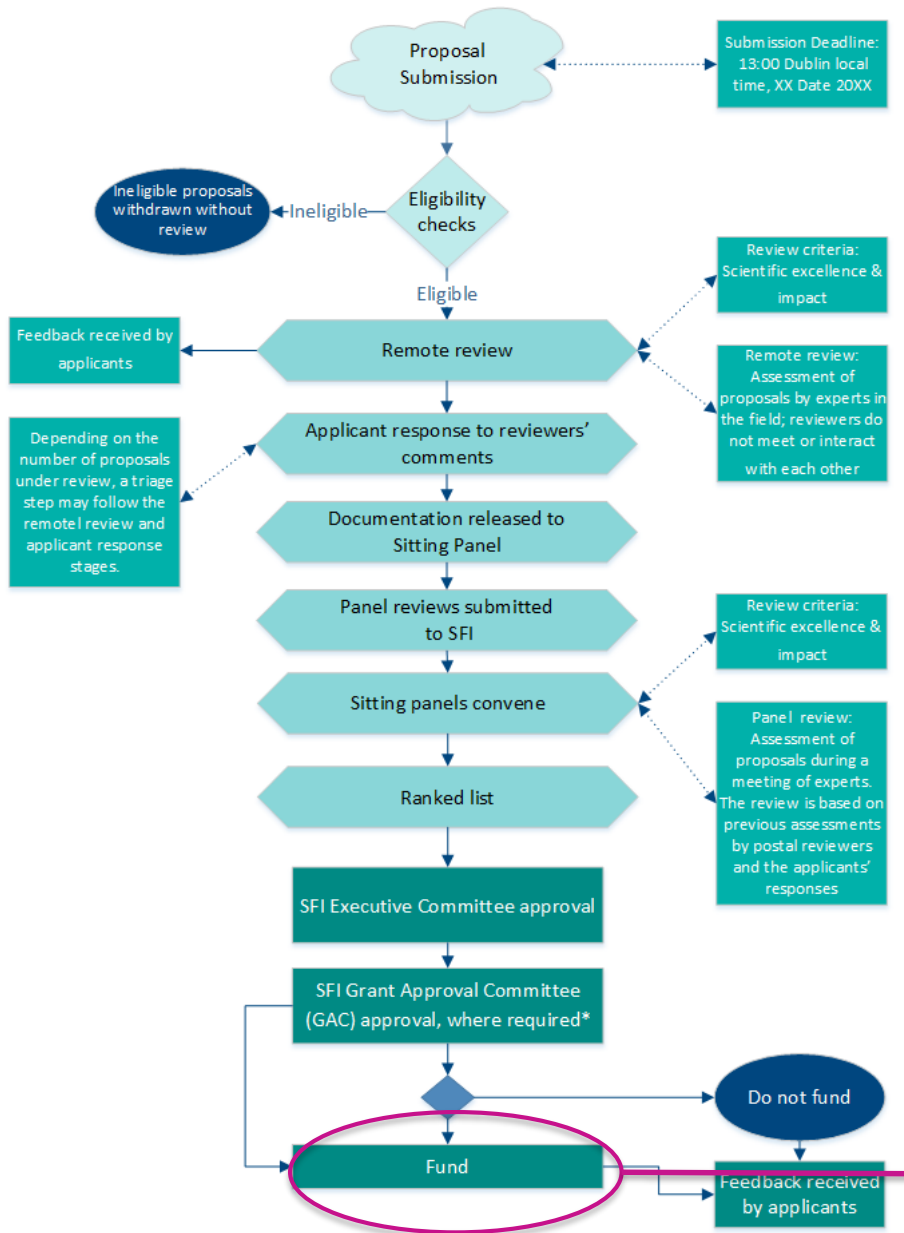 Proposal
Submission
Submission Deadline:
13:00 Dublin local
time, XX Date 20XX
Ineligible proposals
withdrawn without
review
Ineligible
Eligibility
checks
Eligible
Review criteria:
Scientific excellence &
impact
Feedback received by
applicants
Remote review
Remote review:
Assessment of
proposals by experts in
the field; reviewers do
not meet or interact
with each other
Depending on the
number of proposals
under review, a triage
step may follow the
remotel review and
applicant response
stages.
Applicant response to reviewers'
comments
Documentation released to
Sitting Panel
Panel reviews submitted
to SFI
Review criteria:
Scientific excellence &
impact
Sitting panels convene
Panel review:
Assessment of
proposals during a
meeting of experts.
The review is based on
previous assessments
by postal reviewers
and the applicants'
responses
Ranked list
SFI Executive Committee approval
SFI Grant Approval Committee
(GAC) approval, where required*
Do not fund
Fund
Feedback received
by applicants